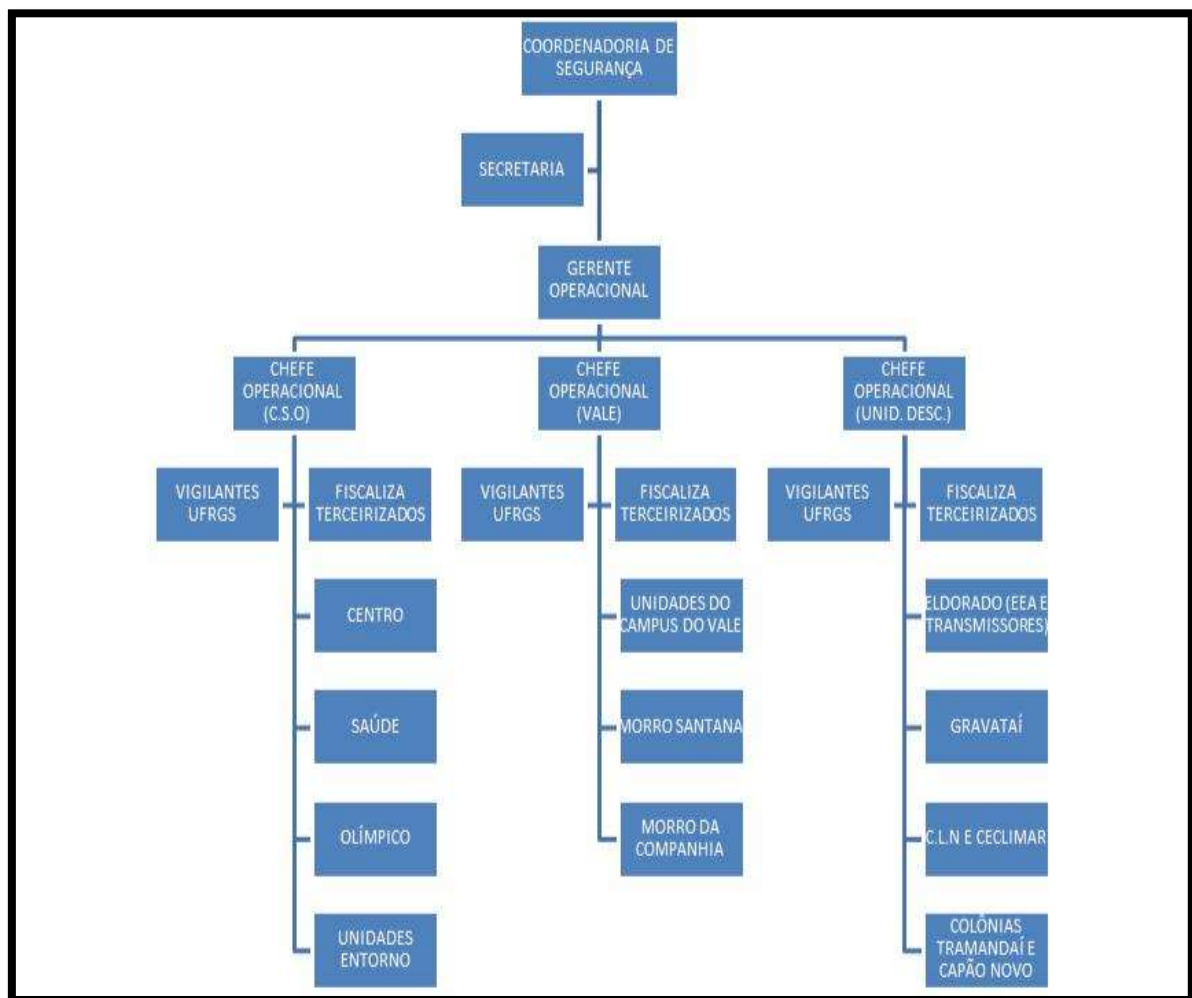 COORDENADORIA DE
SEGURANÇA
SECRETARIA
GERENTE
OPERACIONAL
CHEFE
OPERACIONAL
(C.S.O)
CHEFE
OPERACIONAL
(VALE)
CHEFE
OPERACIONAL
(UNID. DESC.)
VIGILANTES
UFRGS
FISCALIZA
TERCEIRIZADOS
VIGILANTES
UFRGS
FISCALIZA
TERCEIRIZADOS
VIGILANTES
UFRGS
FISCALIZA
TERCEIRIZADOS
CENTRO
UNIDADES DO
CAMPUS DO VALE
ELDORADO (EEA E
TRANSMISSORES)
SAÚDE
MORRO SANTANA
GRAVATAÍ
OLÍMPICO
MORRO DA
COMPANHIA
C.L.N E CECLIMAR
UNIDADES
ENTORNO
COLÔNIAS
TRAMANDAÍ E
CAPÃO NOVO